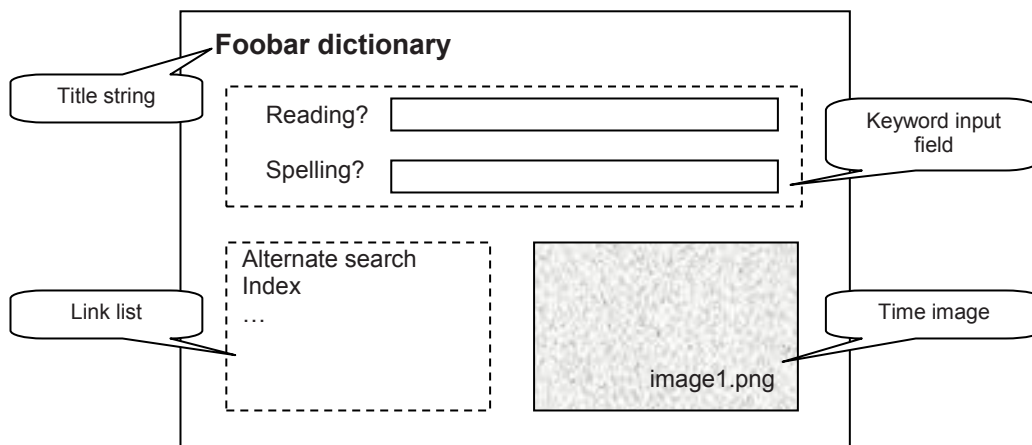 Foobar dictionary
Title string
Reading?
Keyword input
field
Spelling?
Alternate search
Index
…
Link list
Time image
image1.png